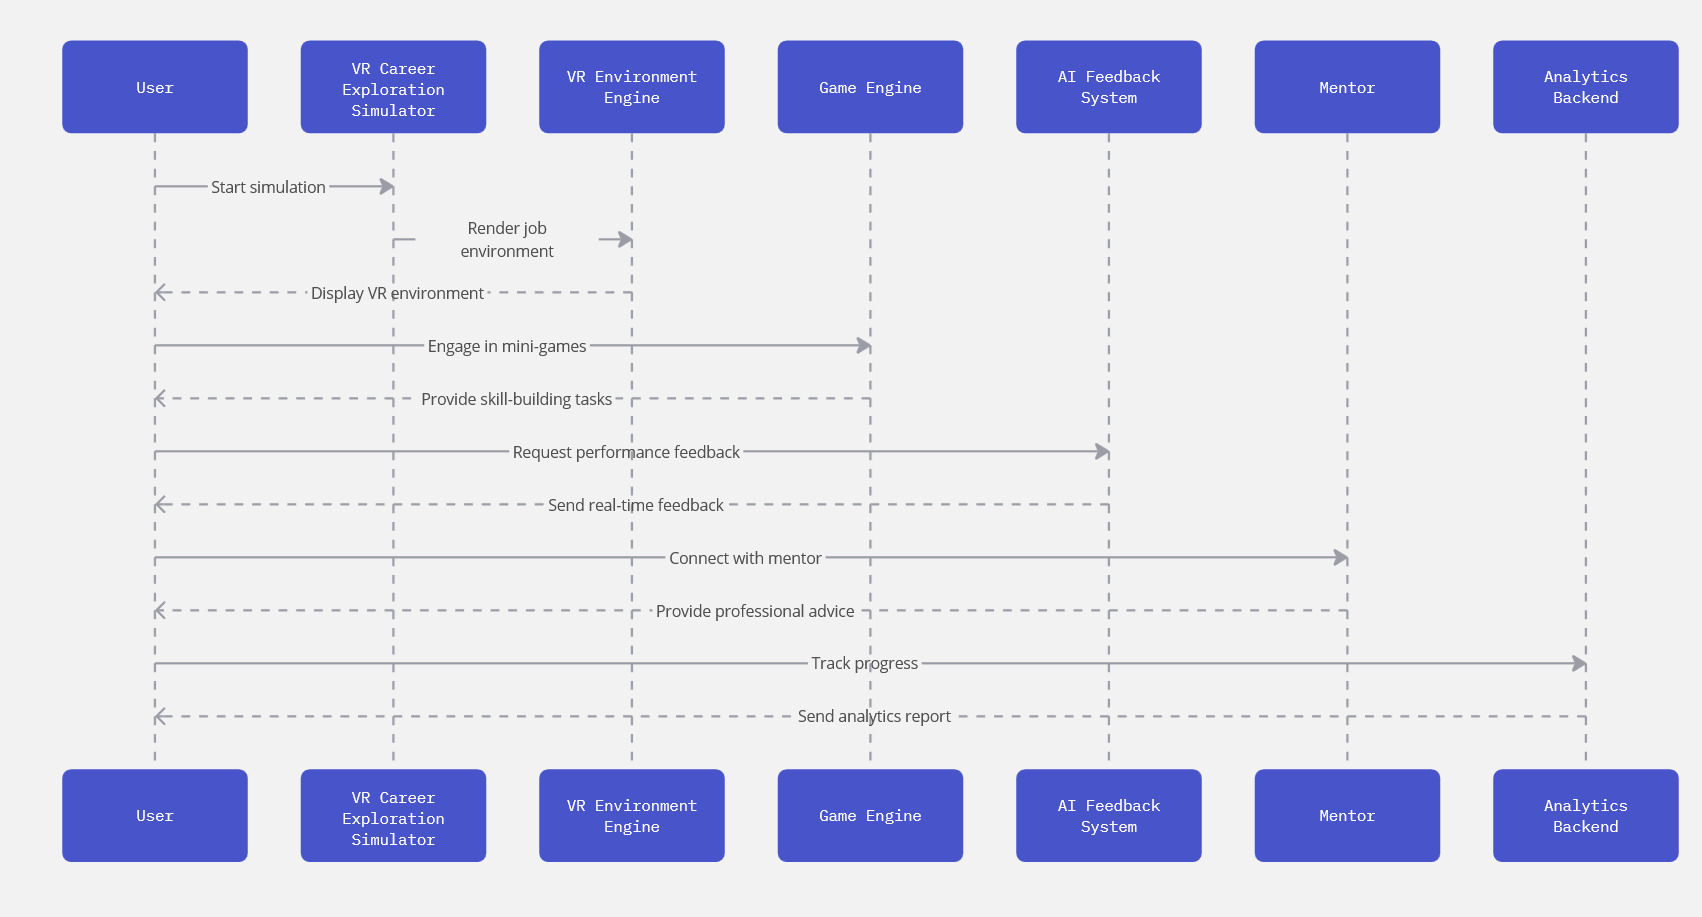 User
VR Career
Exploration
Simulator
VR Environment
Engine
Game Engine
AI Feedback
System
Mentor
Analytics
Backend
Start simulation
Render job
environment
Display VR environment
Engage in mini-games
Provide skill-building tasks
Request performance feedback
Send real-time feedback
Connect with mentor
Provide professional advice
Track progress
Send analytics report
User
VR Career
Exploration
Simulator
VR Environment
Engine
Game Engine
AI Feedback
System
Mentor
Analytics
Backend